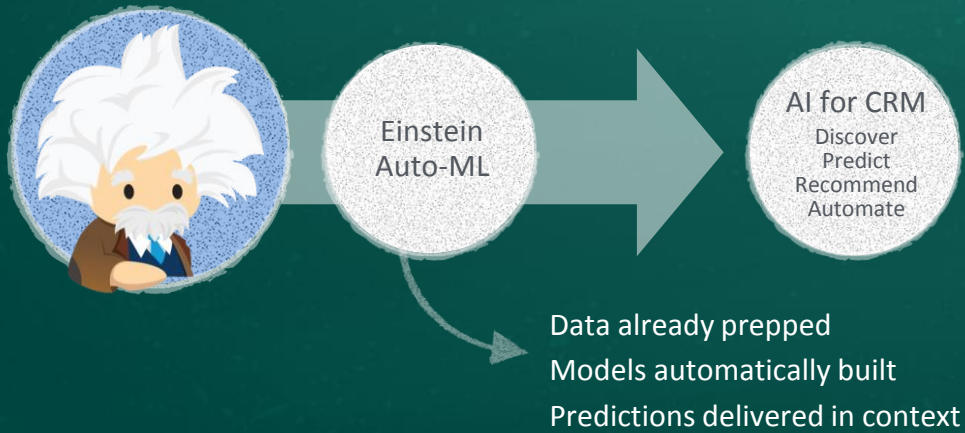 Einstein
Auto-ML
AI for CRM
Discover
Predict
Recommend
Automate
Data already prepped
Models automatically built
Predictions delivered in context